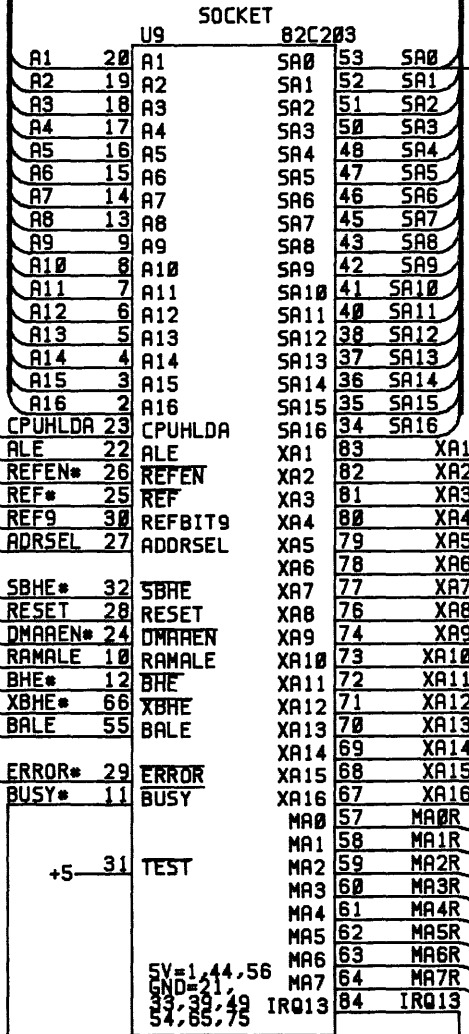 SOCKET
U9 82C203
A1 20 A1 SA0 53 SA0
A2 19 A2 SA1 52 SA1
A3 18 A3 SA2 51 SA2
A4 17 A4 SA3 50 SA3
A5 16 A5 SA4 48 SA4
A6 15 A6 SA5 47 SA5
A7 14 A7 SA6 46 SA6
A8 13 A8 SA7 45 SA7
A9 9 A9 SA8 43 SA8
A10 8 A10 SA9 42 SA9
A11 7 A11 SA10 41 SA10
A12 6 A12 SA11 40 SA11
A13 5 A13 SA12 38 SA12
A14 4 A14 SA13 37 SA13
A15 3 A15 SA14 36 SA14
A16 2 A16 SA15 35 SA15
CPUHLDA 23 CPUHLDA SA16 34 SA16
ALE 22 ALE XA1 83 XA1
REFEN* 26 REFEN XA2 82 XA2
REF* 25 REF XA3 81 XA3
REF9 30 REFBIT9 XA4 80 XA4
ADRSEL 27 ADDRSEL XA5 79 XA5
XA6 78 XA6
SBHE* 32 SBHE XA7 77 XA7
RESET 28 RESET XA8 76 XA8
DMAAEN* 24 DMAAEN XA9 74 XA9
RAMALE 10 RAMALE XA10 73 XA10
BHE* 12 BHE XA11 72 XA11
XBHE* 66 XBHE XA12 71 XA12
BALE 55 BALE XA13 70 XA13
XA14 69 XA14
ERROR* 29 ERROR XA15 68 XA15
BUSY* 11 BUSY XA16 67 XA16
MA0 57 MA0R
MA1 58 MA1R
+5 31 TEST MA2 59 MA2R
MA3 60 MA3R
MA4 61 MA4R
MA5 62 MA5R
MA6 63 MA6R
5V=1,44,56 MA7 64 MA7R
GND=21,
33,39,49 IRQ13 84 IRQ13
54,65,75